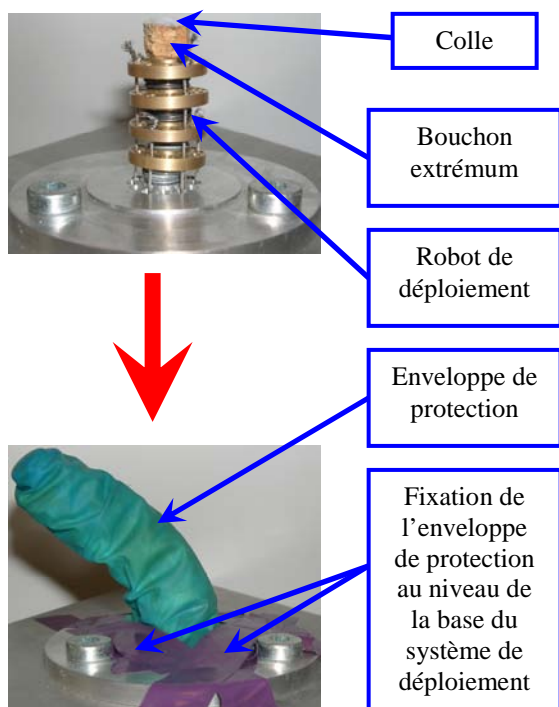 Colle
Bouchon
extrémum
Robot de
déploiement
Enveloppe de
protection
Fixation de
l'enveloppe
de protection
au niveau de
la base du
système de
déploiement